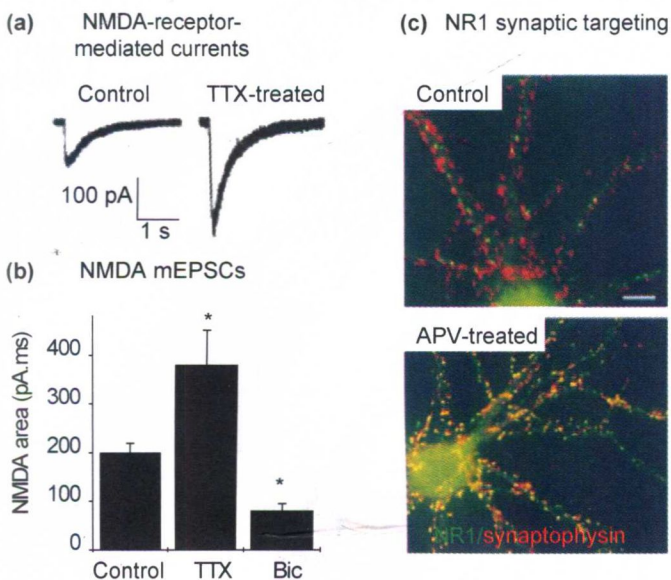 (a) NMDA-receptor-
mediated currents
Control
TTX-treated
100 pA
1 s
(b) NMDA mEPSCs
NMDA area (pA.ms)
400
300
200
100
0
*
*
Control
TTX
Bic
(c) NR1 synaptic targeting
Control
APV-treated
NR1/synaptophysin